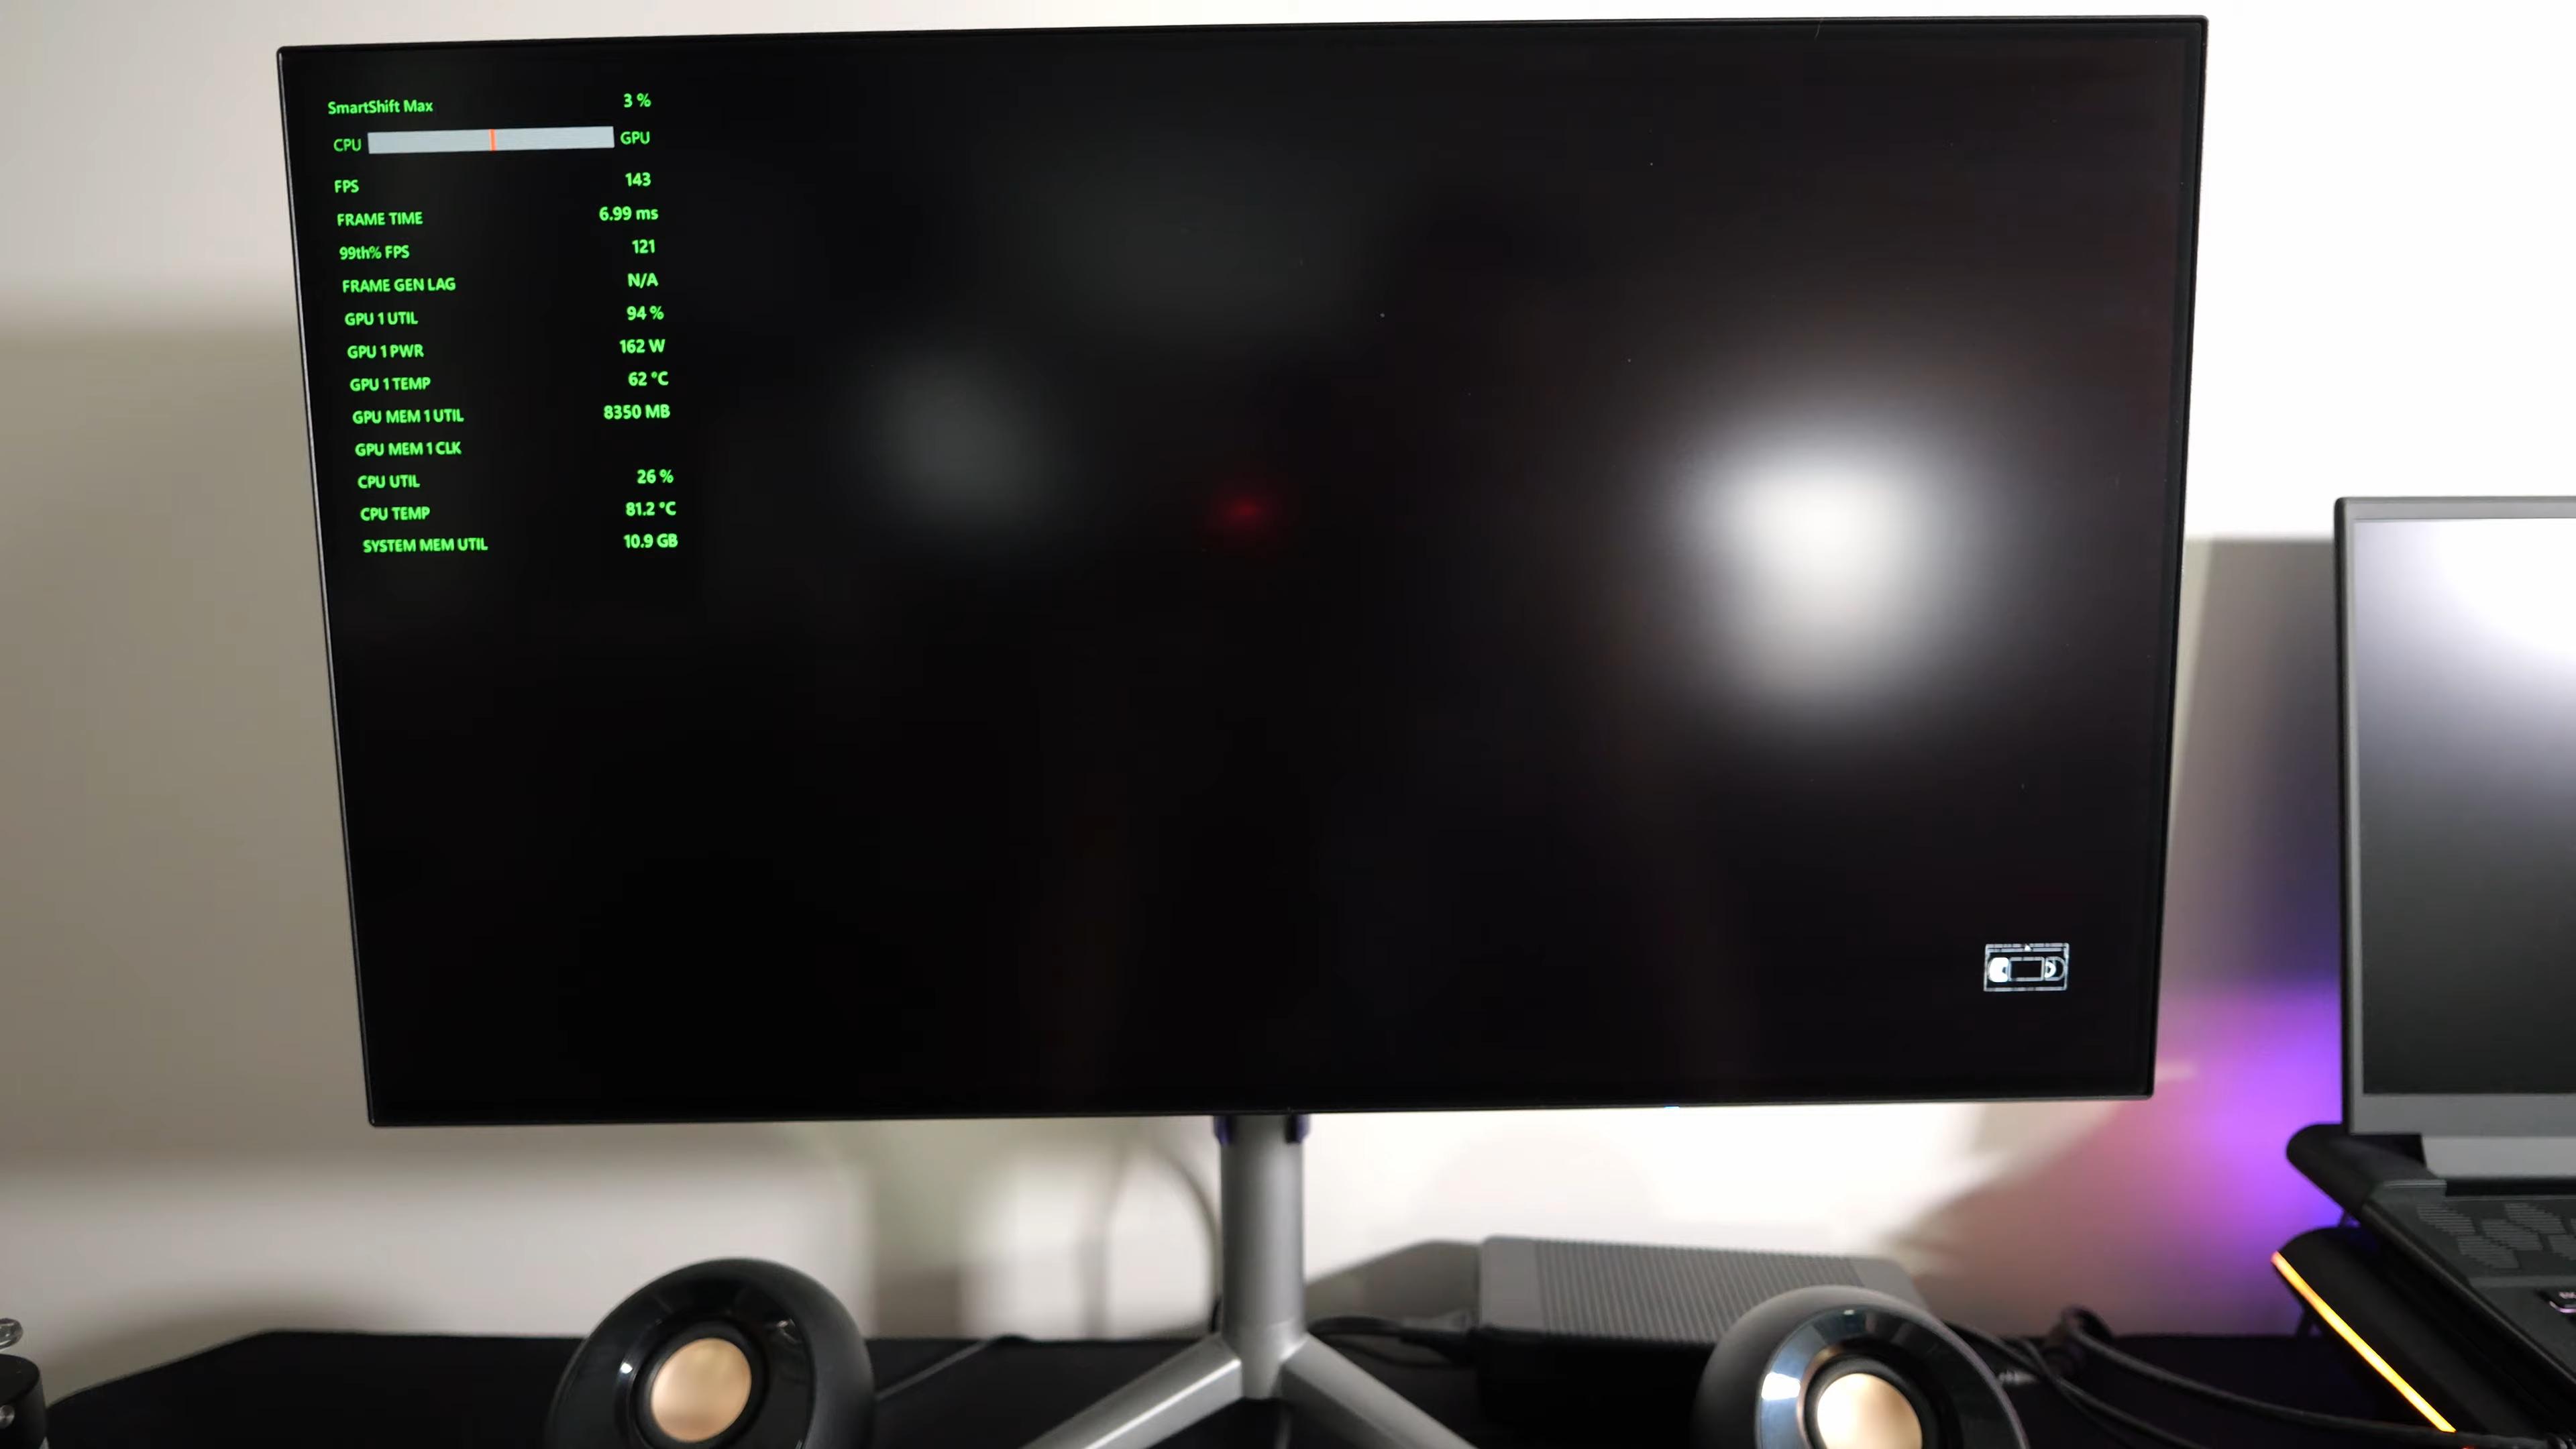 SmartShift Max 3 %
CPU GPU
FPS 143
FRAME TIME 6.99 ms
99th% FPS 121
FRAME GEN LAG N/A
GPU 1 UTIL 94 %
GPU 1 PWR 162 W
GPU 1 TEMP 62 °C
GPU MEM 1 UTIL 8350 MB
GPU MEM 1 CLK
CPU UTIL 26 %
CPU TEMP 81.2 °C
SYSTEM MEM UTIL 10.9 GB